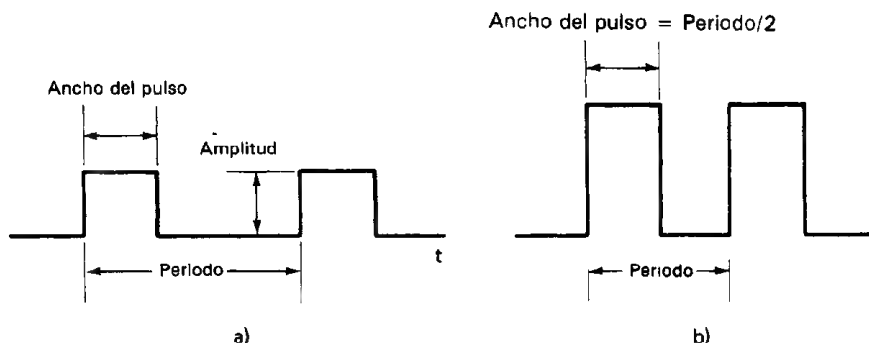 Ancho del pulso
Amplitud
Periodo
t
a)
Ancho del pulso = Periodo/2
Periodo
b)